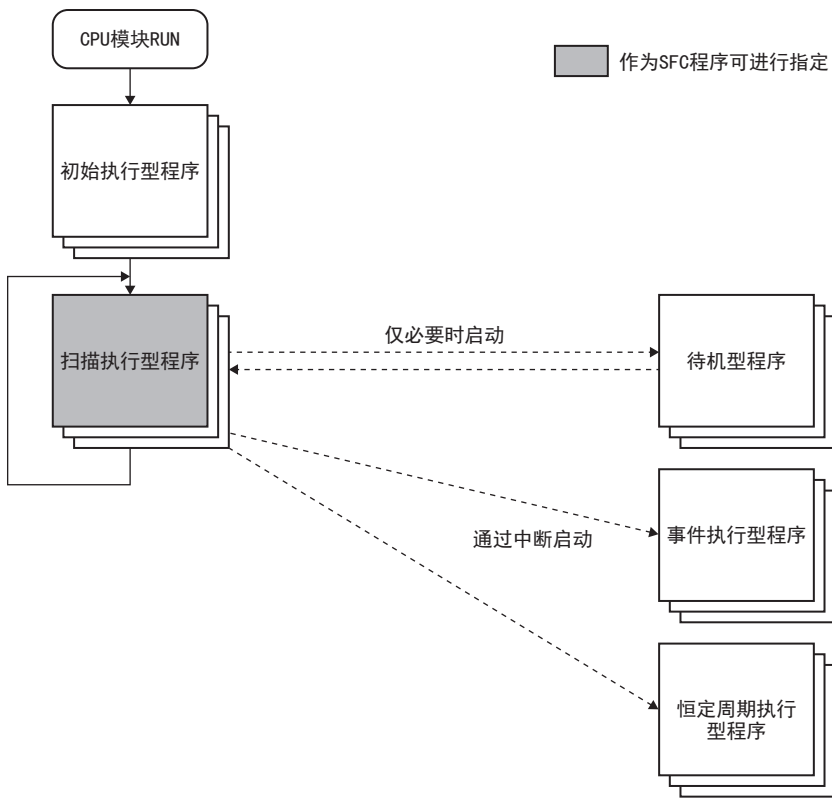 CPU模块RUN
作为SFC程序可进行指定
初始执行型程序
扫描执行型程序
仅必要时启动
待机型程序
通过中断启动
事件执行型程序
恒定周期执行
型程序